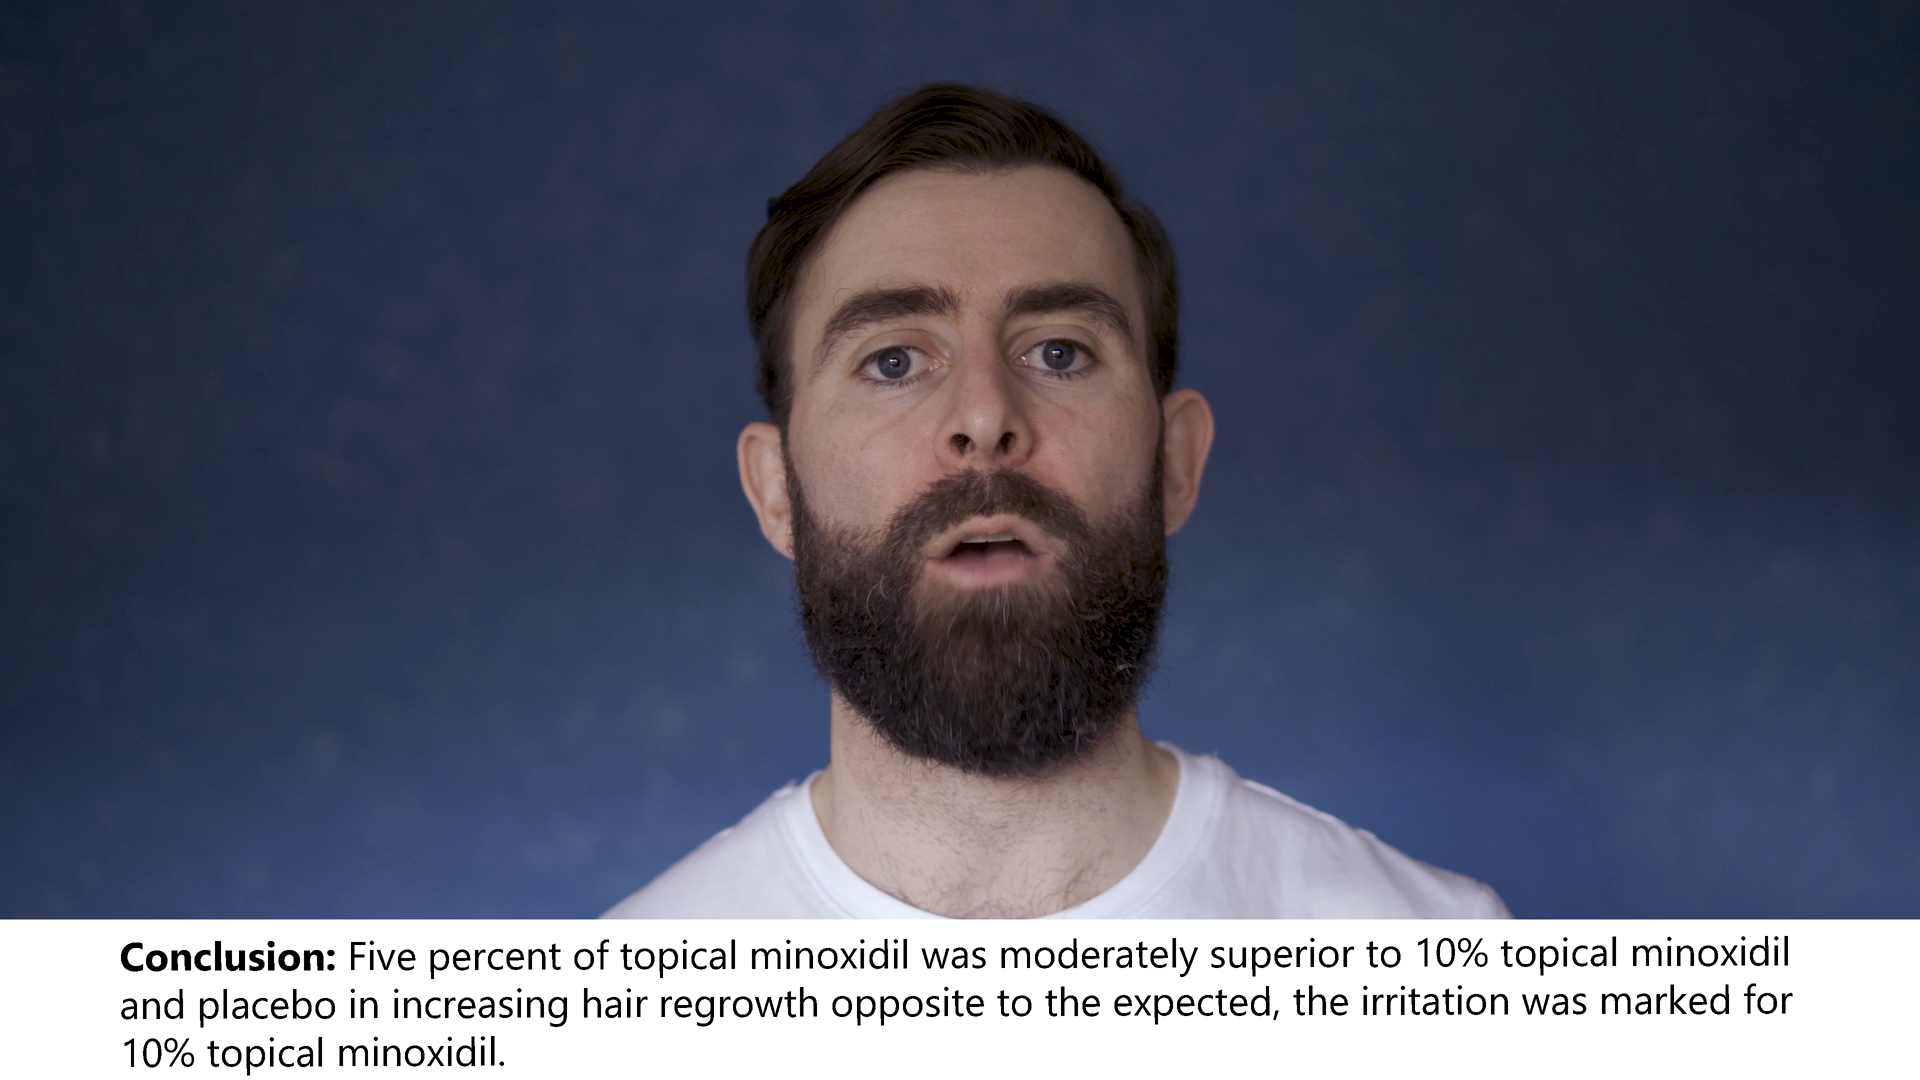 Conclusion: Five percent of topical minoxidil was moderately superior to 10% topical minoxidil
and placebo in increasing hair regrowth opposite to the expected, the irritation was marked for
10% topical minoxidil.